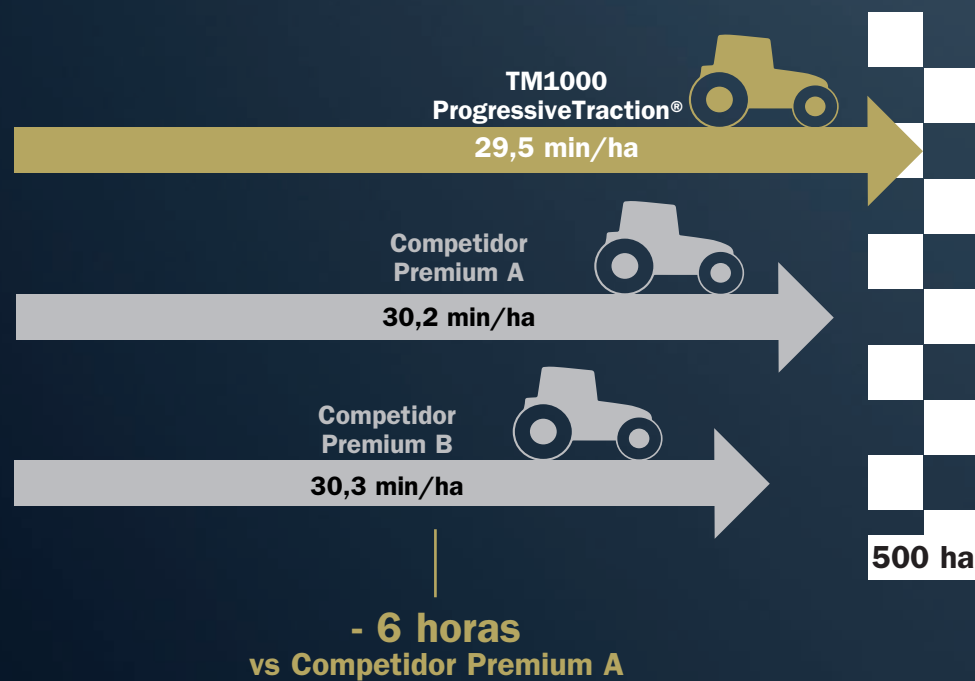 TM1000
ProgressiveTraction®
29,5 min/ha
Competidor
Premium A
30,2 min/ha
Competidor
Premium B
30,3 min/ha
500 ha
- 6 horas
vs Competidor Premium A